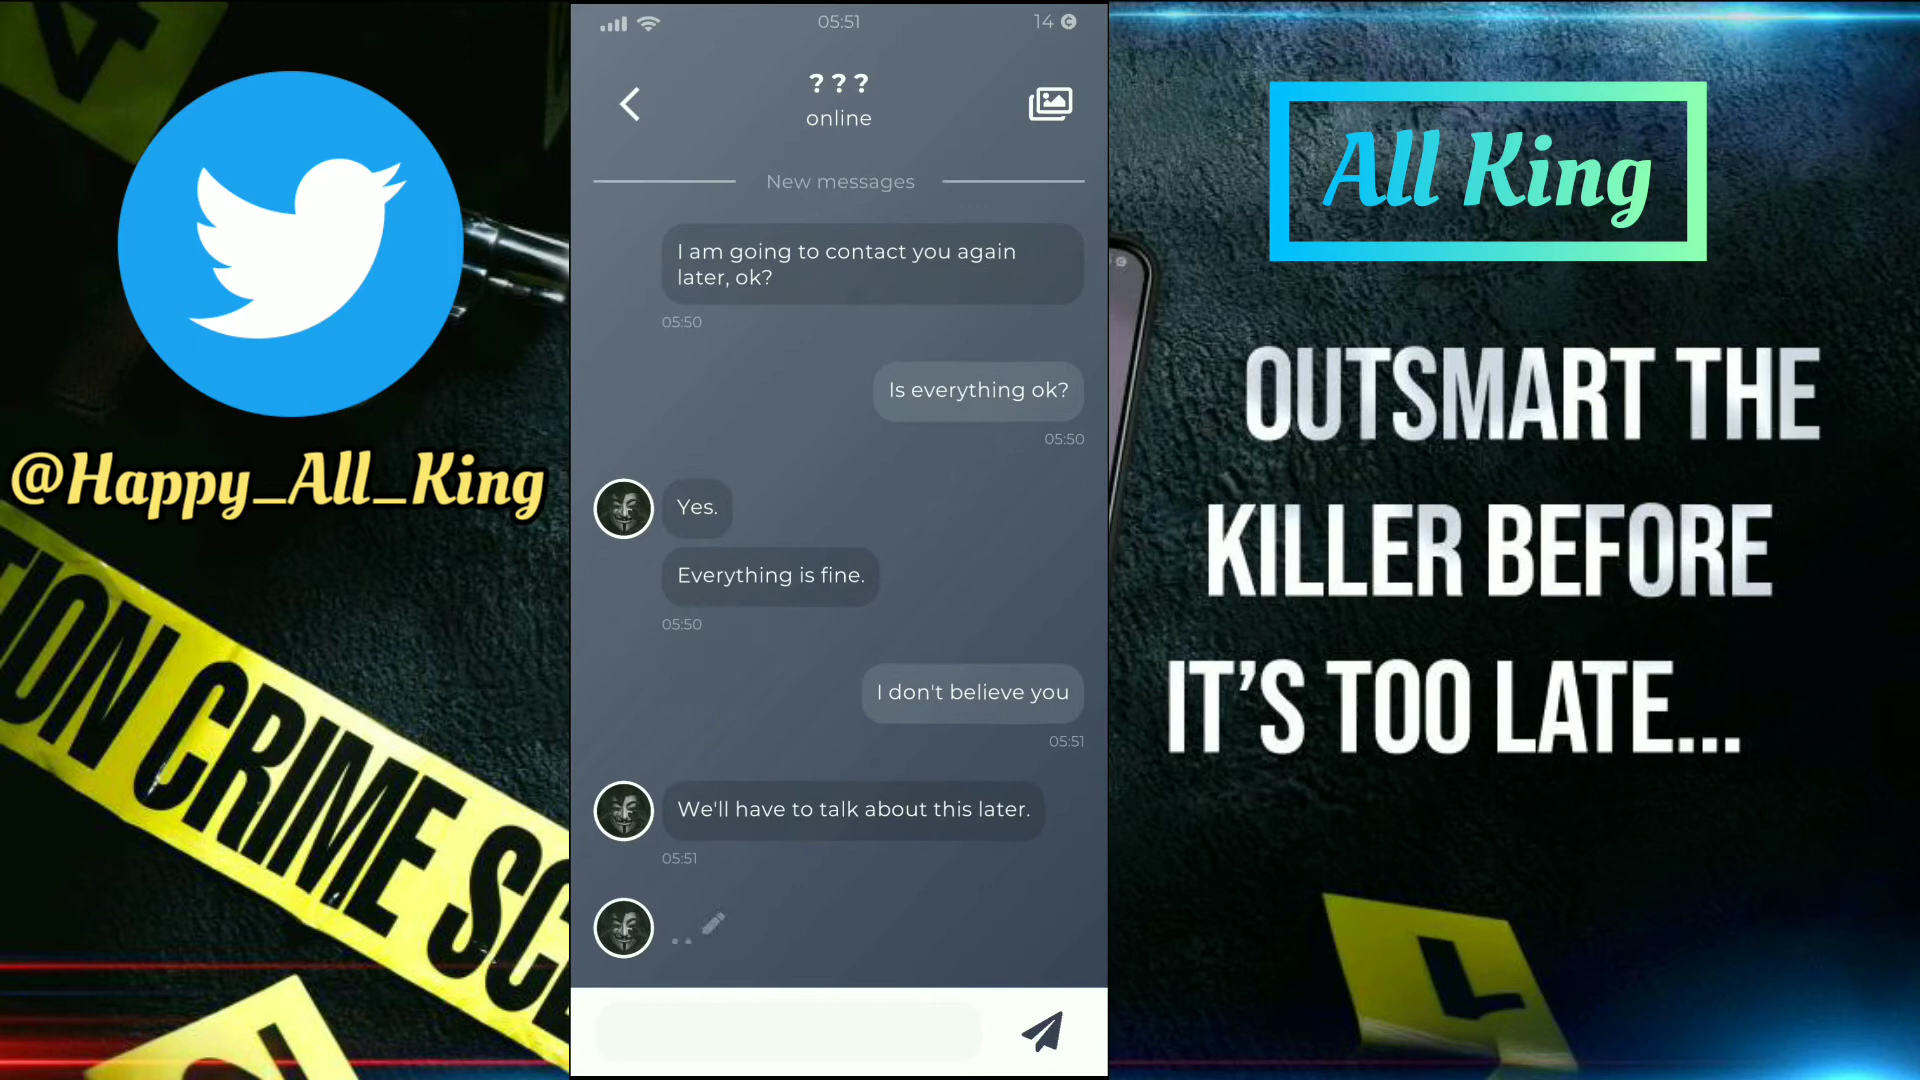 @Happy_All_King
TION CRIME SC
05:51
14
???
online
New messages
I am going to contact you again
later, ok?
05:50
Is everything ok?
05:50
Yes.
Everything is fine.
05:50
I don't believe you
05:51
We'll have to talk about this later.
05:51
All King
OUTSMART THE
KILLER BEFORE
IT'S TOO LATE...